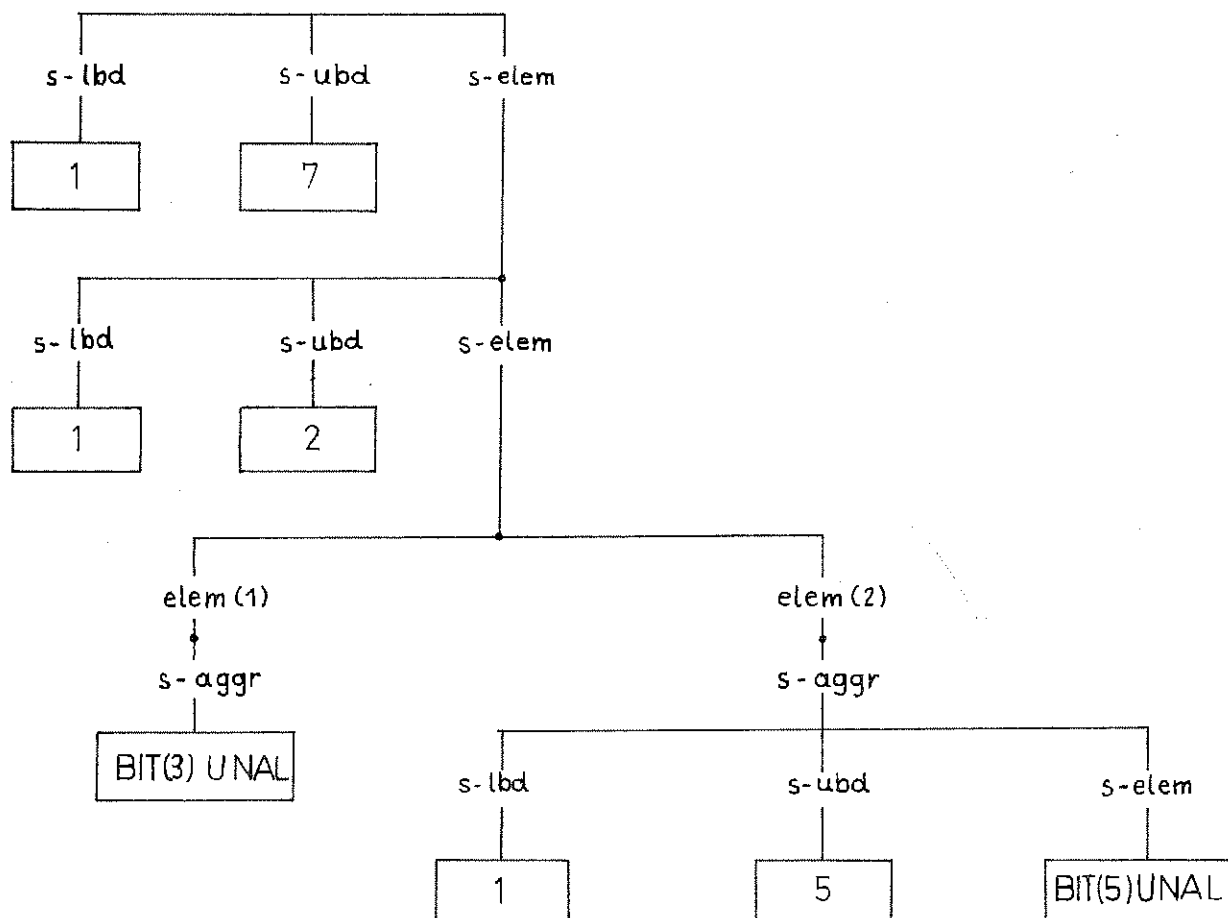 s-lbd s-ubd s-elem
1 7
s-lbd s-ubd s-elem
1 2
elem (1) elem (2)
s-aggr s-aggr
BIT(3) UNAL
s-lbd s-ubd s-elem
1 5 BIT(5) UNAL